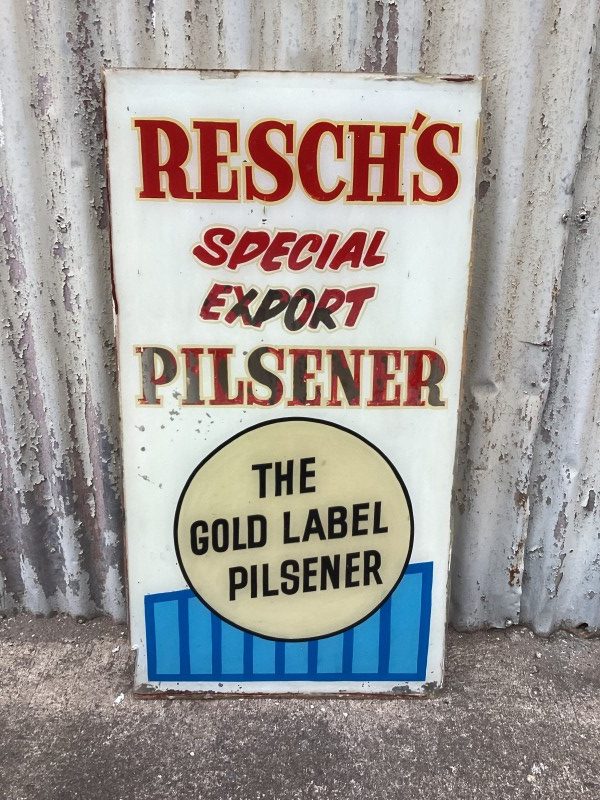 RESCH'S
SPECIAL
EXPORT
PILSENER
THE
GOLD LABEL
PILSENER